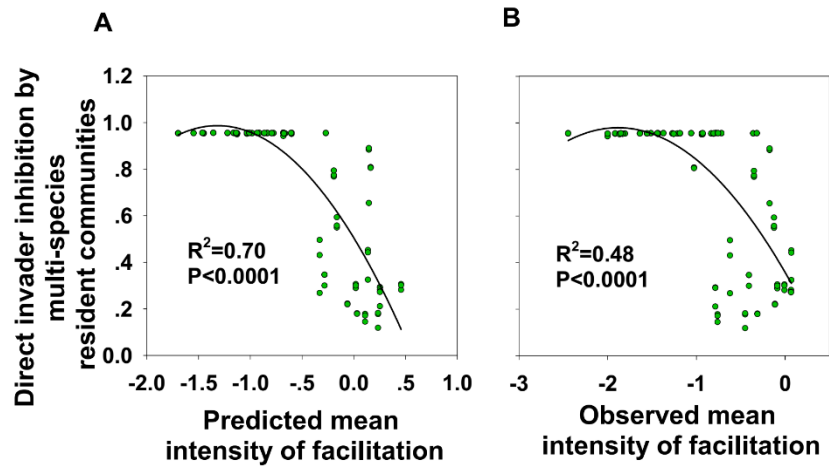 A
B
Direct invader inhibition by
multi-species
resident communities
1.2
1.0
.8
.6
.4
.2
0.0
R2=0.70
P<0.0001
R2=0.48
P<0.0001
-2.0 -1.5 -1.0 -.5 0.0 .5 1.0
-3 -2 -1 0
Predicted mean
intensity of facilitation
Observed mean
intensity of facilitation